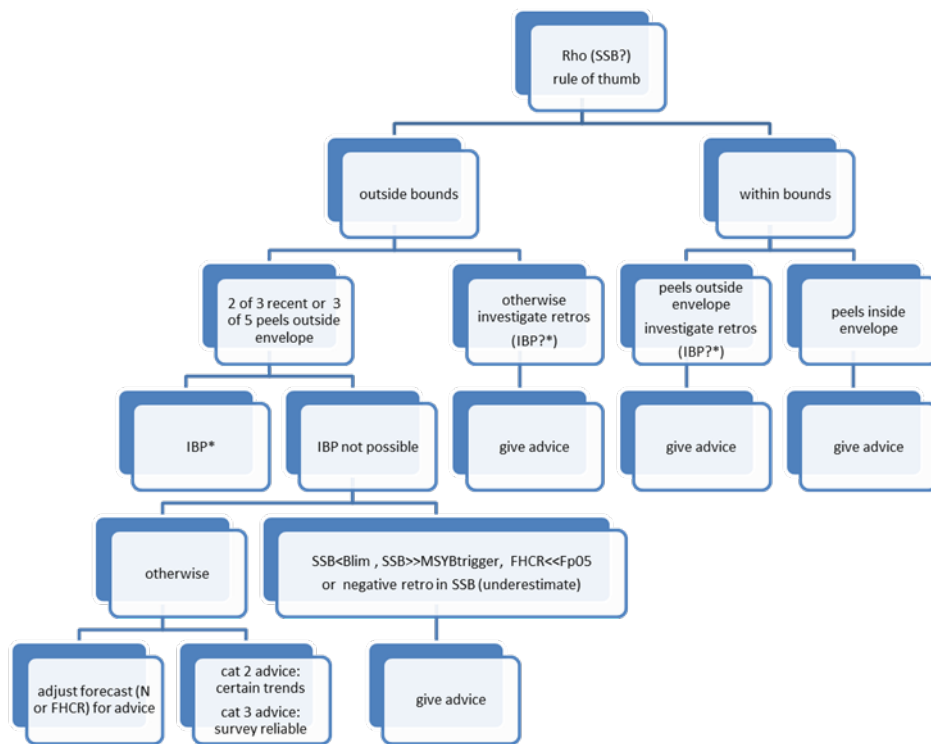 Rho (SSB?)
rule of thumb
outside bounds
within bounds
2 of 3 recent or 3
of 5 peels outside
envelope
otherwise
investigate retros
(IBP?*)
peels outside
envelope
investigate retros
(IBP?*)
peels inside
envelope
IBP*
IBP not possible
give advice
give advice
give advice
otherwise
SSB<Blim , SSB>>MSYBtrigger, FHCR<<Fp05
or negative retro in SSB (underestimate)
adjust forecast (N
or FHCR) for advice
cat 2 advice:
certain trends
cat 3 advice:
survey reliable
give advice